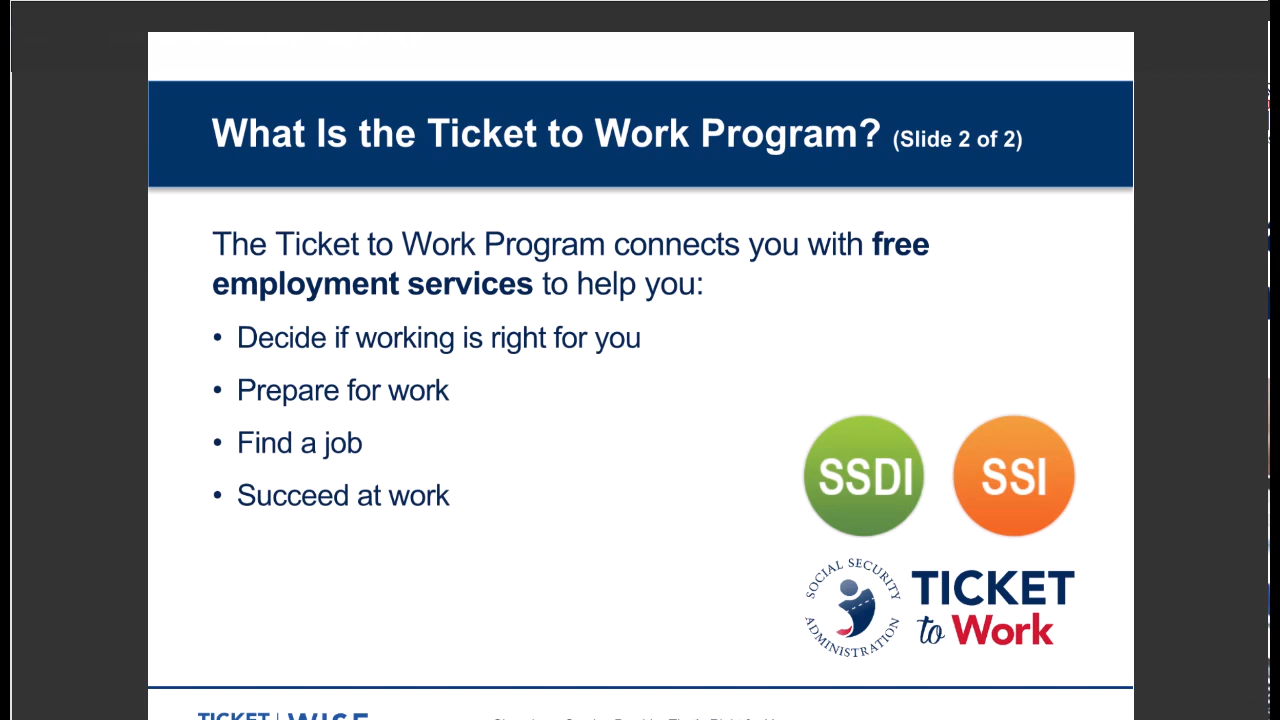 What Is the Ticket to Work Program? (Slide 2 of 2)
The Ticket to Work Program connects you with free
employment services to help you:
• Decide if working is right for you
• Prepare for work
• Find a job
• Succeed at work
SSDI
SSI
SOCIAL SECURITY
ADMINISTRATION
TICKET
to Work
TICKET | WISE